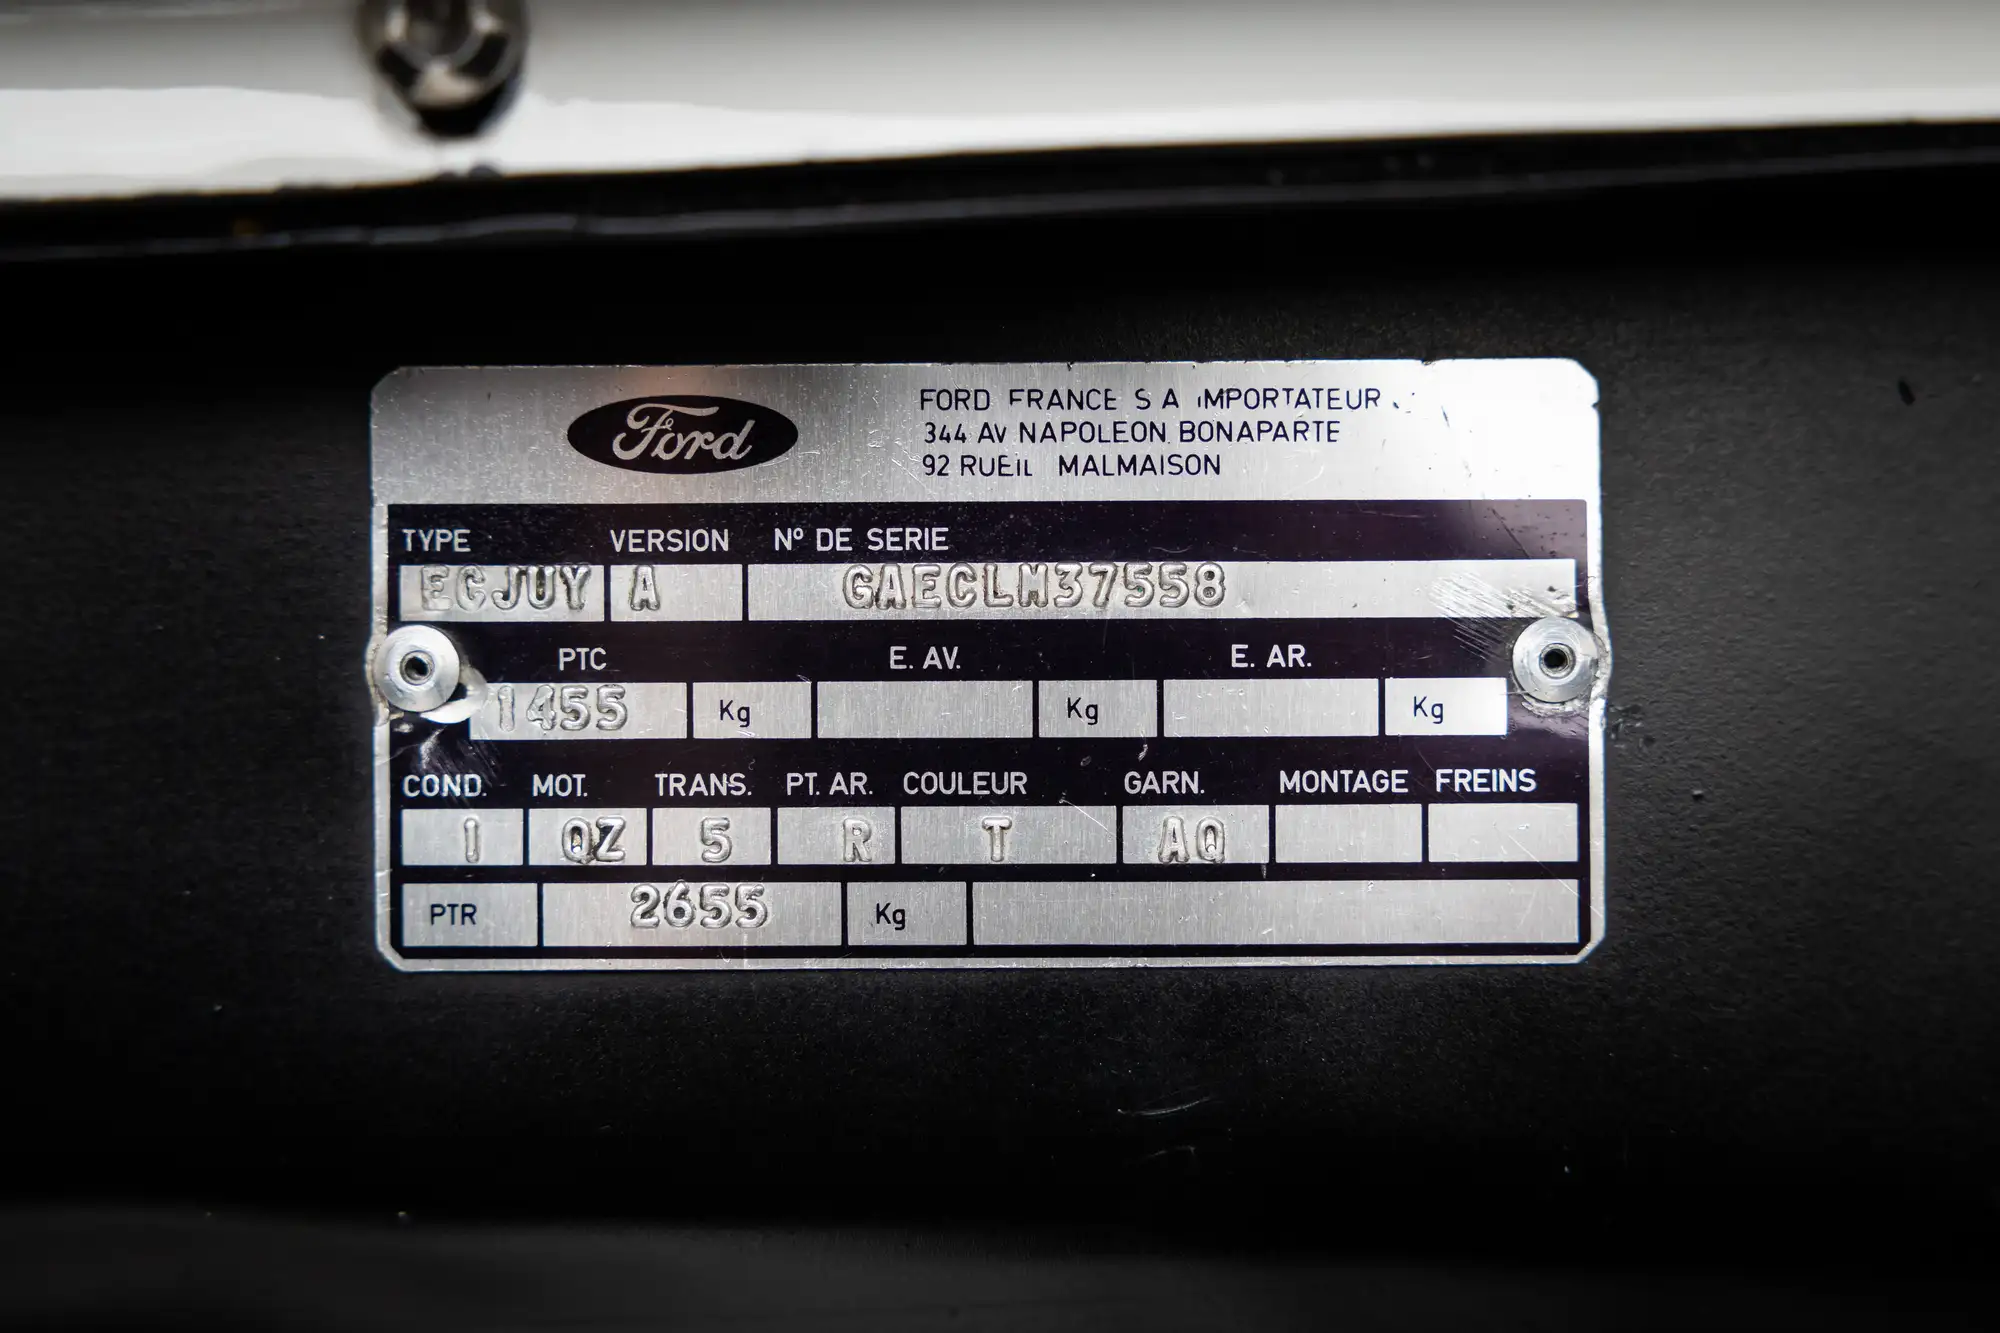 Ford
FORD FRANCE S A IMPORTATEUR
344 AV NAPOLEON BONAPARTE
92 RUEIL MALMAISON
TYPE VERSION Nº DE SERIE
ECJUY A GAECLM37558
PTC E. AV. E. AR.
1455 Kg Kg Kg
COND. MOT. TRANS. PT. AR. COULEUR GARN. MONTAGE FREINS
1 QZ 5 R T AQ
PTR 2655 Kg